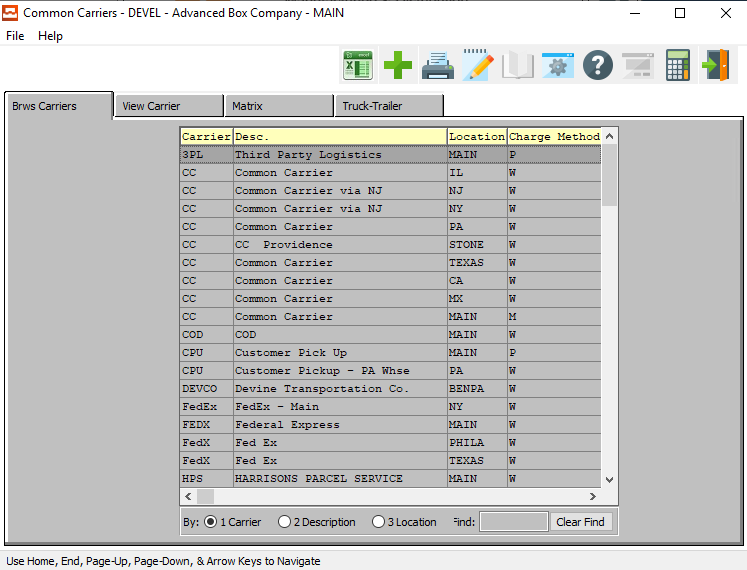 Common Carriers - DEVEL - Advanced Box Company - MAIN
File Help
excel
Brws Carriers View Carrier Matrix Truck-Trailer
Carrier Desc. Location Charge Method
3PL Third Party Logistics MAIN P
CC Common Carrier IL W
CC Common Carrier via NJ NJ W
CC Common Carrier via NJ NY W
CC Common Carrier PA W
CC CC  Providence STONE W
CC Common Carrier TEXAS W
CC Common Carrier CA W
CC Common Carrier MX W
CC Common Carrier MAIN M
COD COD MAIN W
CPU Customer Pick Up MAIN P
CPU Customer Pickup - PA Whse PA W
DEVCO Devine Transportation Co. BENPA W
FedEx FedEx - Main NY W
FEDX Federal Express MAIN W
FedX Fed Ex PHILA W
FedX Fed Ex TEXAS W
HPS HARRISONS PARCEL SERVICE MAIN W
By: 1 Carrier 2 Description 3 Location Find: Clear Find
Use Home, End, Page-Up, Page-Down, & Arrow Keys to Navigate